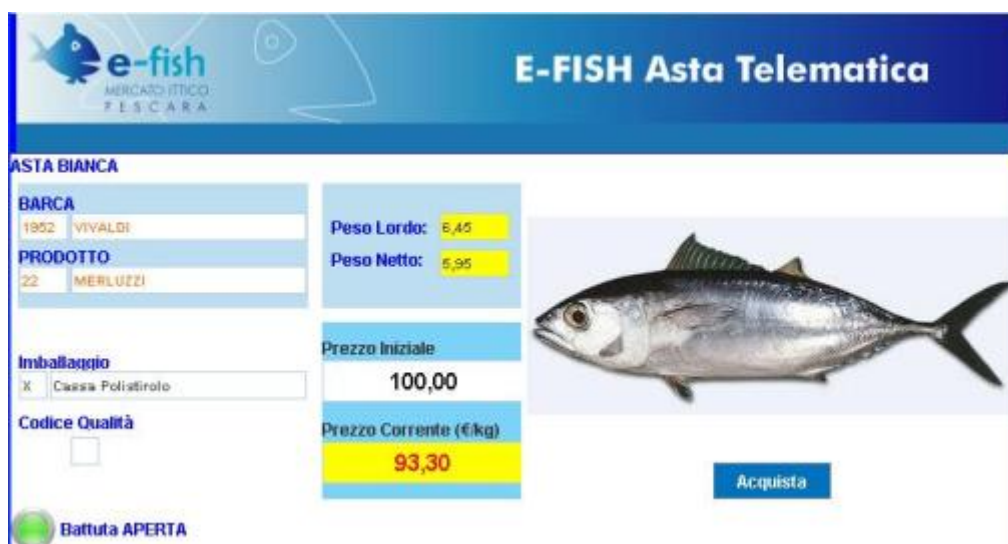 e-fish
MERCATO ITTICO
PESCARA
E-FISH Asta Telematica
ASTA BIANCA
BARCA
1952 VIVALDI
PRODOTTO
22 MERLUZZI
Peso Lordo: 6,45
Peso Netto: 5,95
Imballaggio
X Cassa Polistirolo
Codice Qualità
Prezzo Iniziale
100,00
Prezzo Corrente (€/kg)
93,30
Acquista
Battuta APERTA